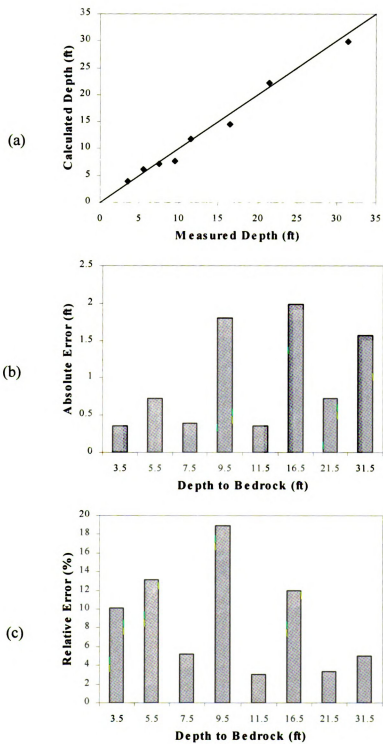 (a)
Calculated Depth (ft)
35
30
25
20
15
10
5
0
0 5 10 15 20 25 30 35
Measured Depth (ft)
(b)
Absolute Error (ft)
2.5
2
1.5
1
0.5
0
3.5 5.5 7.5 9.5 11.5 16.5 21.5 31.5
Depth to Bedrock (ft)
(c)
Relative Error (%)
20
18
16
14
12
10
8
6
4
2
0
3.5 5.5 7.5 9.5 11.5 16.5 21.5 31.5
Depth to Bedrock (ft)